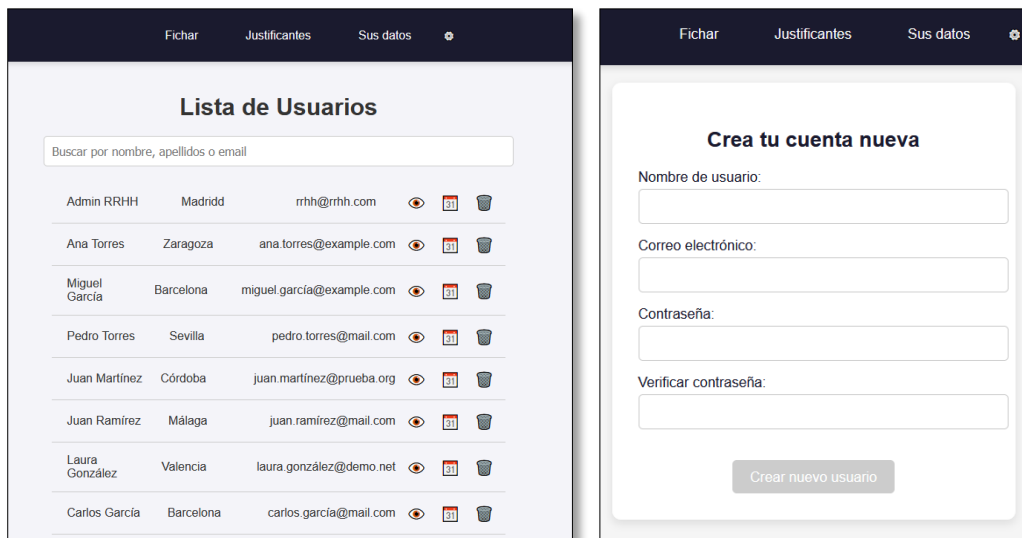 Fichar Justificantes Sus datos
Lista de Usuarios
Buscar por nombre, apellidos o email
Admin RRHH Madridd rrhh@rrhh.com 31
Ana Torres Zaragoza ana.torres@example.com 31
Miguel García Barcelona miguel.garcía@example.com 31
Pedro Torres Sevilla pedro.torres@mail.com 31
Juan Martínez Córdoba juan.martínez@prueba.org 31
Juan Ramírez Málaga juan.ramírez@mail.com 31
Laura González Valencia laura.gonzález@demo.net 31
Carlos García Barcelona carlos.garcía@mail.com 31
Fichar Justificantes Sus datos
Crea tu cuenta nueva
Nombre de usuario:
Correo electrónico:
Contraseña:
Verificar contraseña:
Crear nuevo usuario